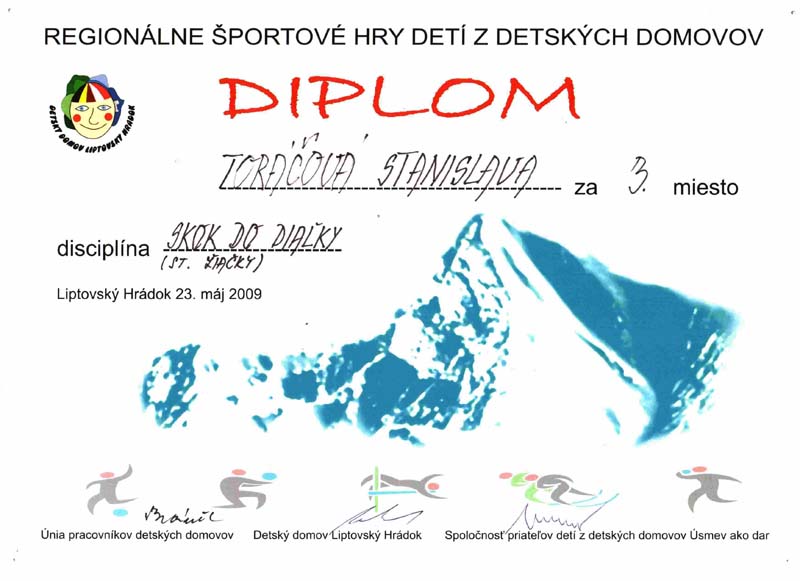 REGIONÁLNE ŠPORTOVÉ HRY DETÍ Z DETSKÝCH DOMOVOV
DIPLOM
DETSKÝ DOMOV LIPTOVSKÝ HRÁDOK
TORÁČOVÁ STANISLAVA za 3. miesto
disciplína SKOK DO DIAĽKY
(ST. ŽIAČKY)
Liptovský Hrádok 23. máj 2009
Únia pracovníkov detských domovov Detský domov Liptovský Hrádok Spoločnosť priateľov detí z detských domovov Úsmev ako dar